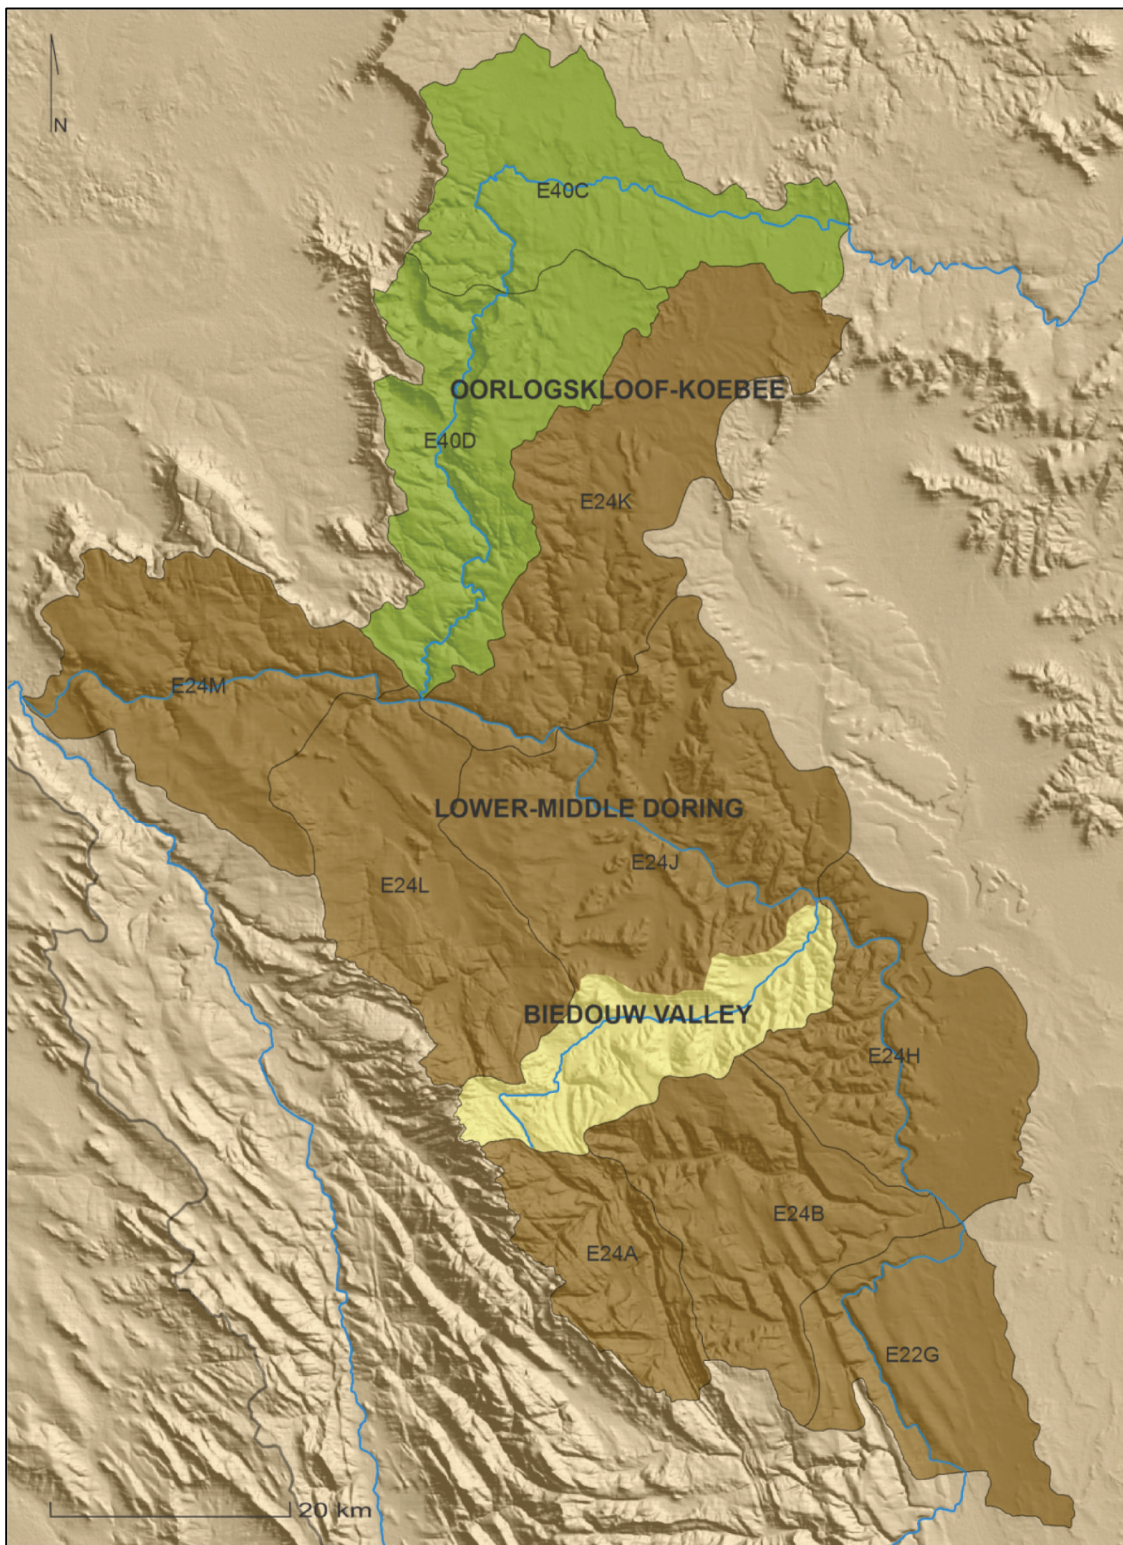 N
E40C
OORLOGSKLOOF-KOEBEE
E40D
E24K
E24M
LOWER-MIDDLE DORING
E24J
E24L
BIEDOUW VALLEY
E24H
E24B
E24A
E22G
20 km